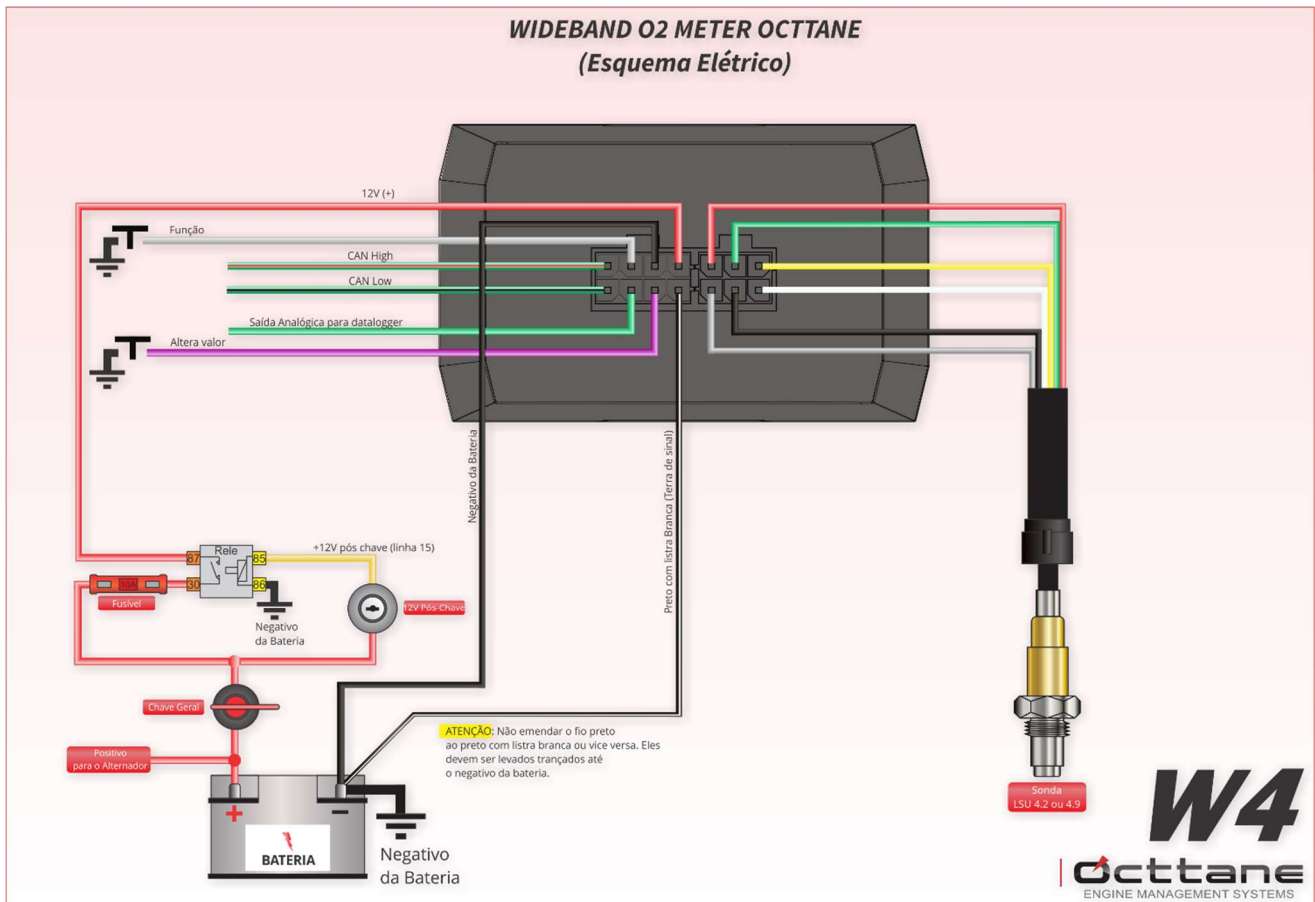 WIDEBAND O2 METER OCTTANE
(Esquema Elétrico)
12V (+)
Função
CAN High
CAN Low
Saída Analógica para datalogger
Altera valor
Negativo da Bateria
Preto com listra Branca (Terra de sinal)
Rele
87
85
30
86
+12V pós chave (linha 15)
10A
Fusível
Negativo
da Bateria
12V Pós-Chave
Chave Geral
Positivo
para o Alternador
ATENÇÃO: Não emendar o fio preto
ao preto com listra branca ou vice versa. Eles
devem ser levados trançados até
o negativo da bateria.
+
−
BATERIA
Negativo
da Bateria
Sonda
LSU 4.2 ou 4.9
W4
Octtane
ENGINE MANAGEMENT SYSTEMS